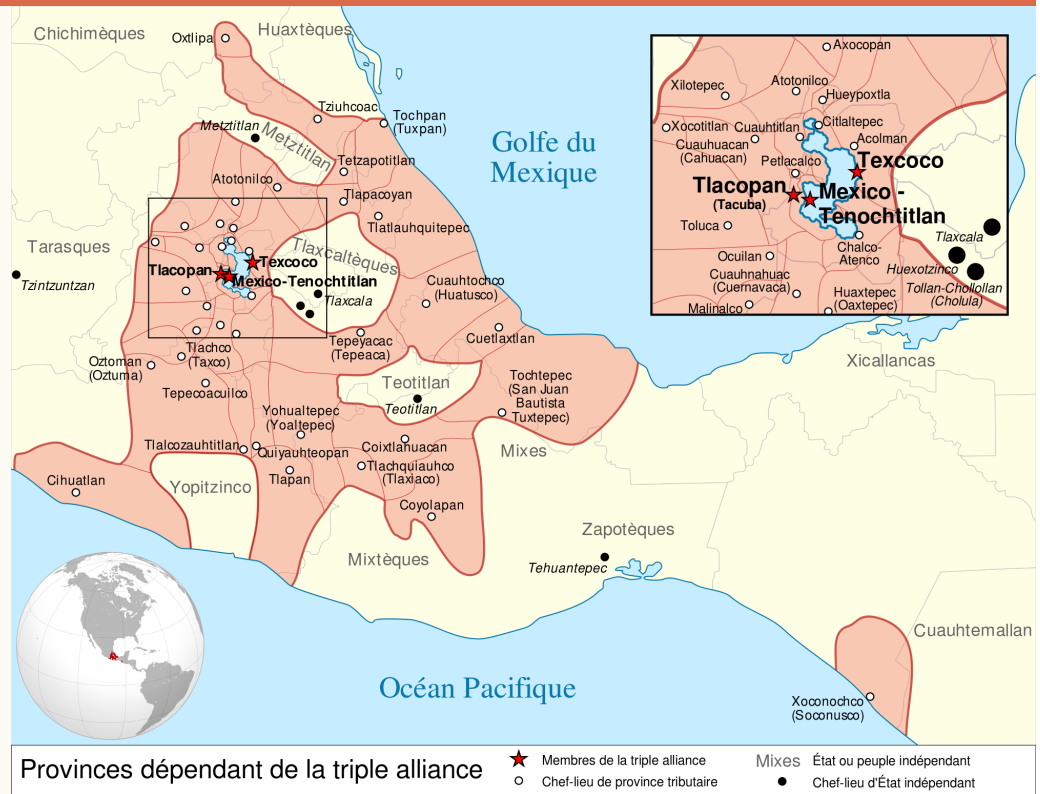 Chichimèques
Huaxtèques
Oxtlipa
Tziuhcoac
Tochpan
(Tuxpan)
Metztitlan
Metztitlan
Tetzapotitlan
Atotonilco
Tlapacoyan
Tlatlauhquitepec
Golfe du
Mexique
Tarasques
Tzintzuntzan
Tlaxcaltèques
Tlacopan
Texcoco
Mexico-Tenochtitlan
Tlaxcala
Cuauhtochco
(Huatusco)
Cuetlaxtlan
Tepeyacac
(Tepeaca)
Tlachco
(Taxco)
Oztoman
(Oztuma)
Tepecoacuilco
Teotitlan
Teotitlan
Tochtepec
(San Juan
Bautista
Tuxtepec)
Yohualtepec
(Yoaltepec)
Tlalcozauhtitlan
Quiyauhteopan
Coixtlahuacan
Tlachquiauhco
(Tlaxiaco)
Tlapan
Coyolapan
Mixes
Cihuatlan
Yopitzinco
Mixtèques
Zapotèques
Tehuantepec
Xicallancas
Cuauhtemallan
Xoconochco
(Soconusco)
Océan Pacifique
Axocopan
Xilotepec
Atotonilco
Hueypoxtla
Xocotitlan
Cuauhtitlan
Citlaltepec
Acolman
Cuauhuacan
(Cahuacan)
Petlacalco
Texcoco
Tlacopan
(Tacuba)
Mexico -
Tenochtitlan
Toluca
Chalco-
Atenco
Ocuilan
Cuauhnahuac
(Cuernavaca)
Malinalco
Huaxtepec
(Oaxtepec)
Tlaxcala
Huexotzinco
Tollan-Chollollan
(Cholula)
Provinces dépendant de la triple alliance
Membres de la triple alliance
Chef-lieu de province tributaire
Mixes État ou peuple indépendant
Chef-lieu d'État indépendant